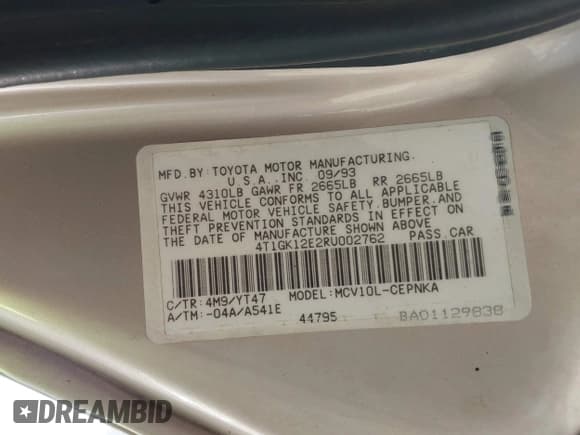 MFD.BY:TOYOTA MOTOR MANUFACTURING.
U S A.,INC 09/93
GVWR 4310LB GAWR FR 2665LB RR 2665LB
THIS VEHICLE CONFORMS TO ALL APPLICABLE
FEDERAL MOTOR VEHICLE SAFETY,BUMPER,AND
THEFT PREVENTION STANDARDS IN EFFECT ON
THE DATE OF MANUFACTURE SHOWN ABOVE
4T1GK12E2RU002762 PASS.CAR
C/TR:4M9/YT47 MODEL:MCV10L-CEPNKA
A/TM:-04A/A541E 44795 BA01129838
DREAMBID